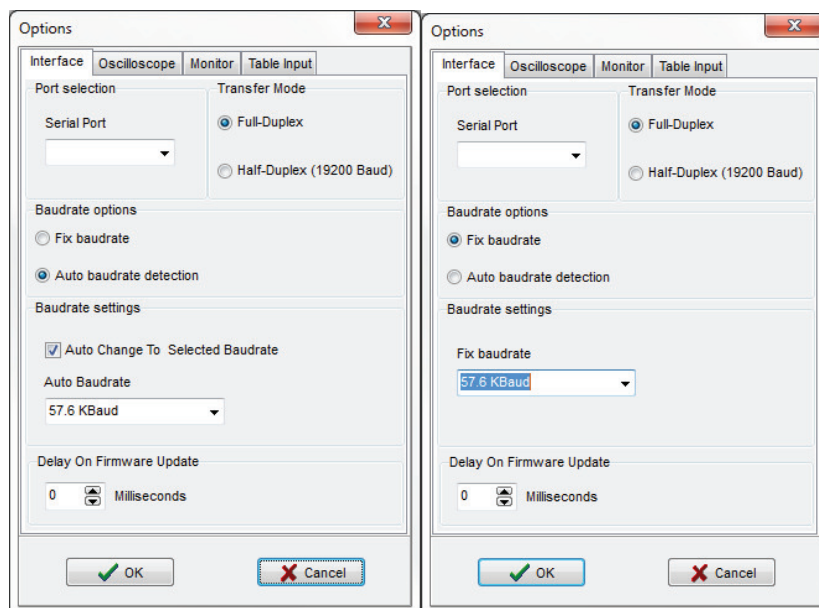 Options
Interface Oscilloscope Monitor Table Input
Port selection
Serial Port
Transfer Mode
Full-Duplex
Half-Duplex (19200 Baud)
Baudrate options
Fix baudrate
Auto baudrate detection
Baudrate settings
Auto Change To Selected Baudrate
Auto Baudrate
57.6 KBaud
Delay On Firmware Update
0 Milliseconds
OK Cancel
Options
Interface Oscilloscope Monitor Table Input
Port selection
Serial Port
Transfer Mode
Full-Duplex
Half-Duplex (19200 Baud)
Baudrate options
Fix baudrate
Auto baudrate detection
Baudrate settings
Fix baudrate
57.6 KBaud
Delay On Firmware Update
0 Milliseconds
OK Cancel